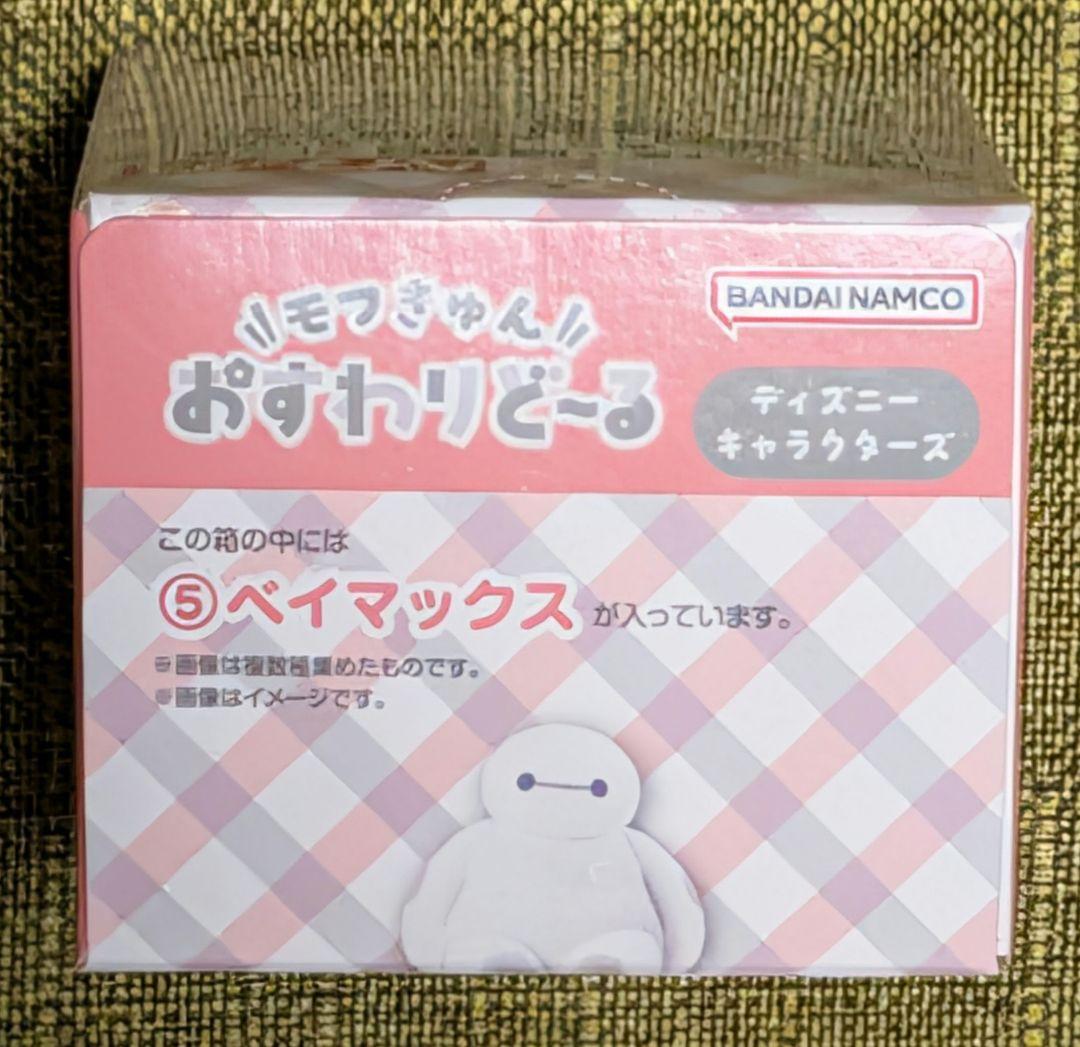 モフきゅん
おすわりどーる
BANDAI NAMCO
ディズニー
キャラクターズ
この箱の中には
⑤ベイマックス が入っています。
※画像は複数種集めたものです。
※画像はイメージです。